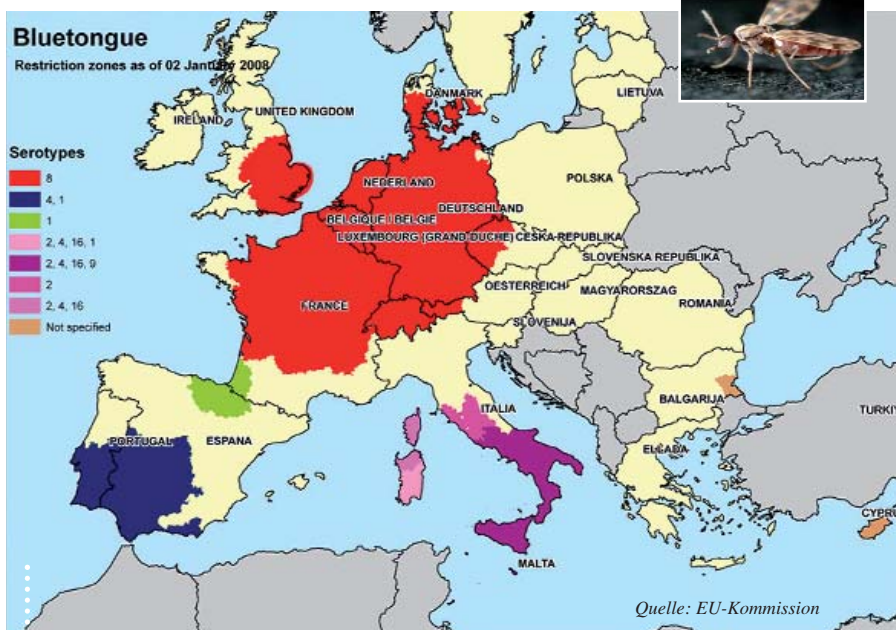 Bluetongue
Restriction zones as of 02 January 2008
Serotypes
8
4, 1
1
2, 4, 16, 1
2, 4, 16, 9
2
2, 4, 16
Not specified
IRELAND
UNITED KINGDOM
DANMARK
LIETUVA
NEDERLAND
POLSKA
DEUTSCHLAND
BELGIQUE / BELGIE
LUXEMBOURG (GRAND-DUCHE)
CESKA-REPUBLIKA
SLOVENSKA REPUBLIKA
OESTERREICH
MAGYARORSZAG
FRANCE
ROMANIA
SLOVENIJA
ITALIA
BALGARIJA
PORTUGAL
ESPANA
TURKIY
ELLADA
CYPRU
MALTA
Quelle: EU-Kommission